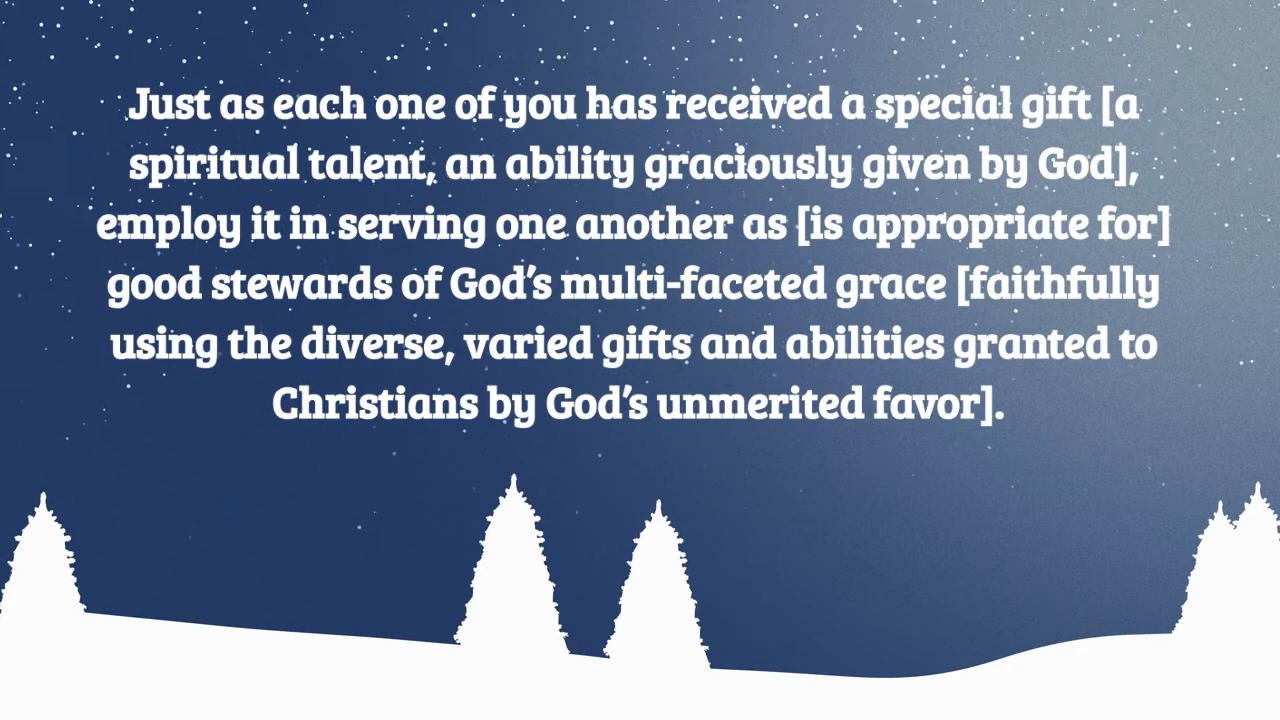 Just as each one of you has received a special gift [a
spiritual talent, an ability graciously given by God],
employ it in serving one another as [is appropriate for]
good stewards of God’s multi-faceted grace [faithfully
using the diverse, varied gifts and abilities granted to
Christians by God’s unmerited favor].